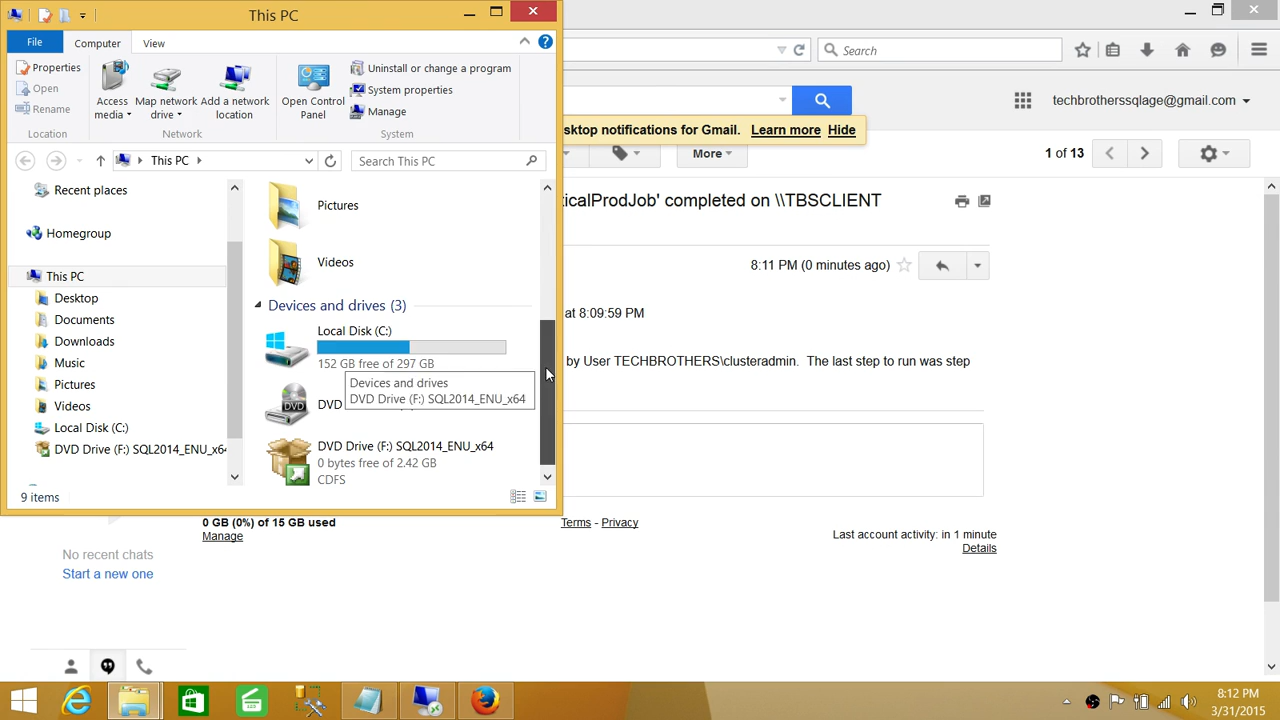 This PC
File
Computer
View
Properties
Open
Rename
Location
Access media
Map network drive
Add a network location
Network
Open Control Panel
Uninstall or change a program
System properties
Manage
System
This PC
Search This PC
Recent places
Homegroup
This PC
Desktop
Documents
Downloads
Music
Pictures
Videos
Local Disk (C:)
DVD Drive (F:) SQL2014_ENU_x64
Pictures
Videos
Devices and drives (3)
Local Disk (C:)
152 GB free of 297 GB
Devices and drives
DVD Drive (F:) SQL2014_ENU_x64
DVD
DVD
DVD Drive (F:) SQL2014_ENU_x64
0 bytes free of 2.42 GB
CDFS
9 items
Search
techbrotherssqlage@gmail.com
sktop notifications for Gmail. Learn more Hide
More
1 of 13
ticalProdJob' completed on \\TBSCLIENT
8:11 PM (0 minutes ago)
at 8:09:59 PM
by User TECHBROTHERS\clusteradmin. The last step to run was step
0 GB (0%) of 15 GB used
Manage
Terms - Privacy
Last account activity: in 1 minute
Details
No recent chats
Start a new one
8:12 PM
3/31/2015